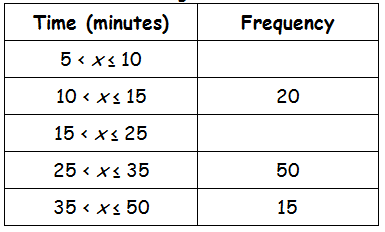 Time (minutes) Frequency
5 < x ≤ 10
10 < x ≤ 15 20
15 < x ≤ 25
25 < x ≤ 35 50
35 < x ≤ 50 15